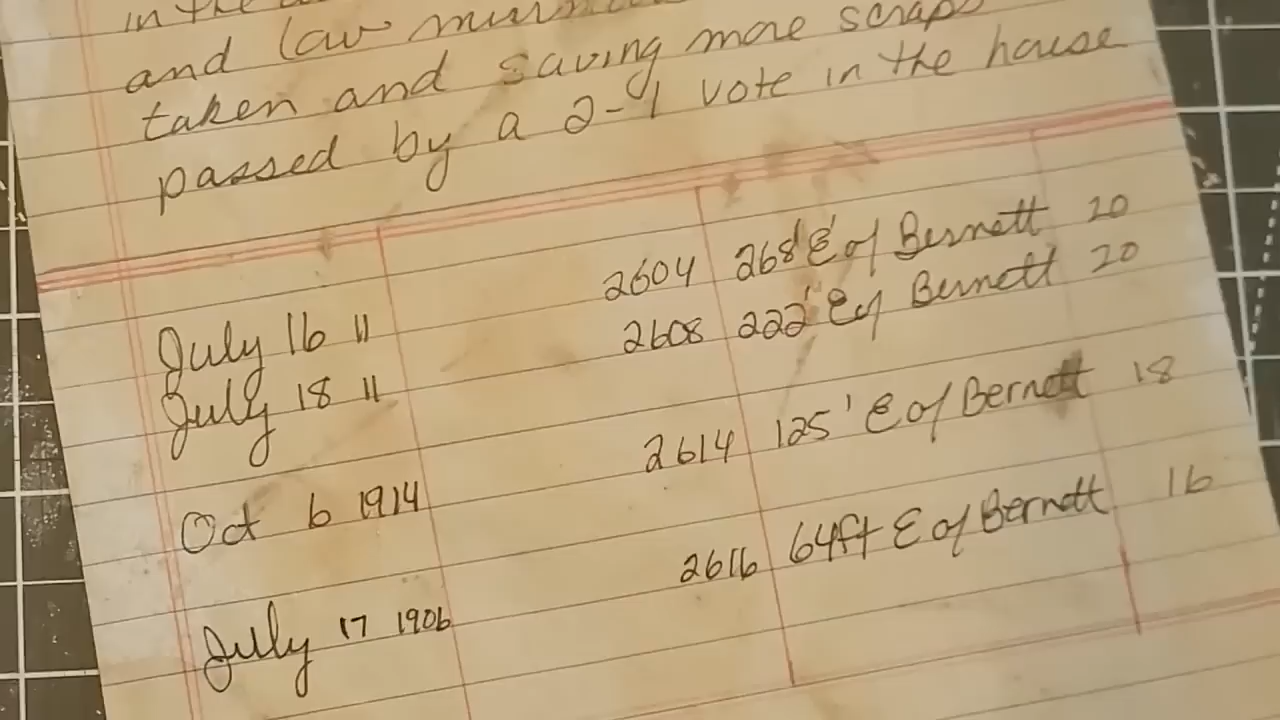 in the
and law
taken and saving more scraps
passed by a 2-1 vote in the house
July 16 11 2604 268' E of Bernett 20
July 18 11 2608 222' E of Bernett 20
Oct 6 1914 2614 125' E of Bernett 18
July 17 1906 2616 64ft E of Bernett 16